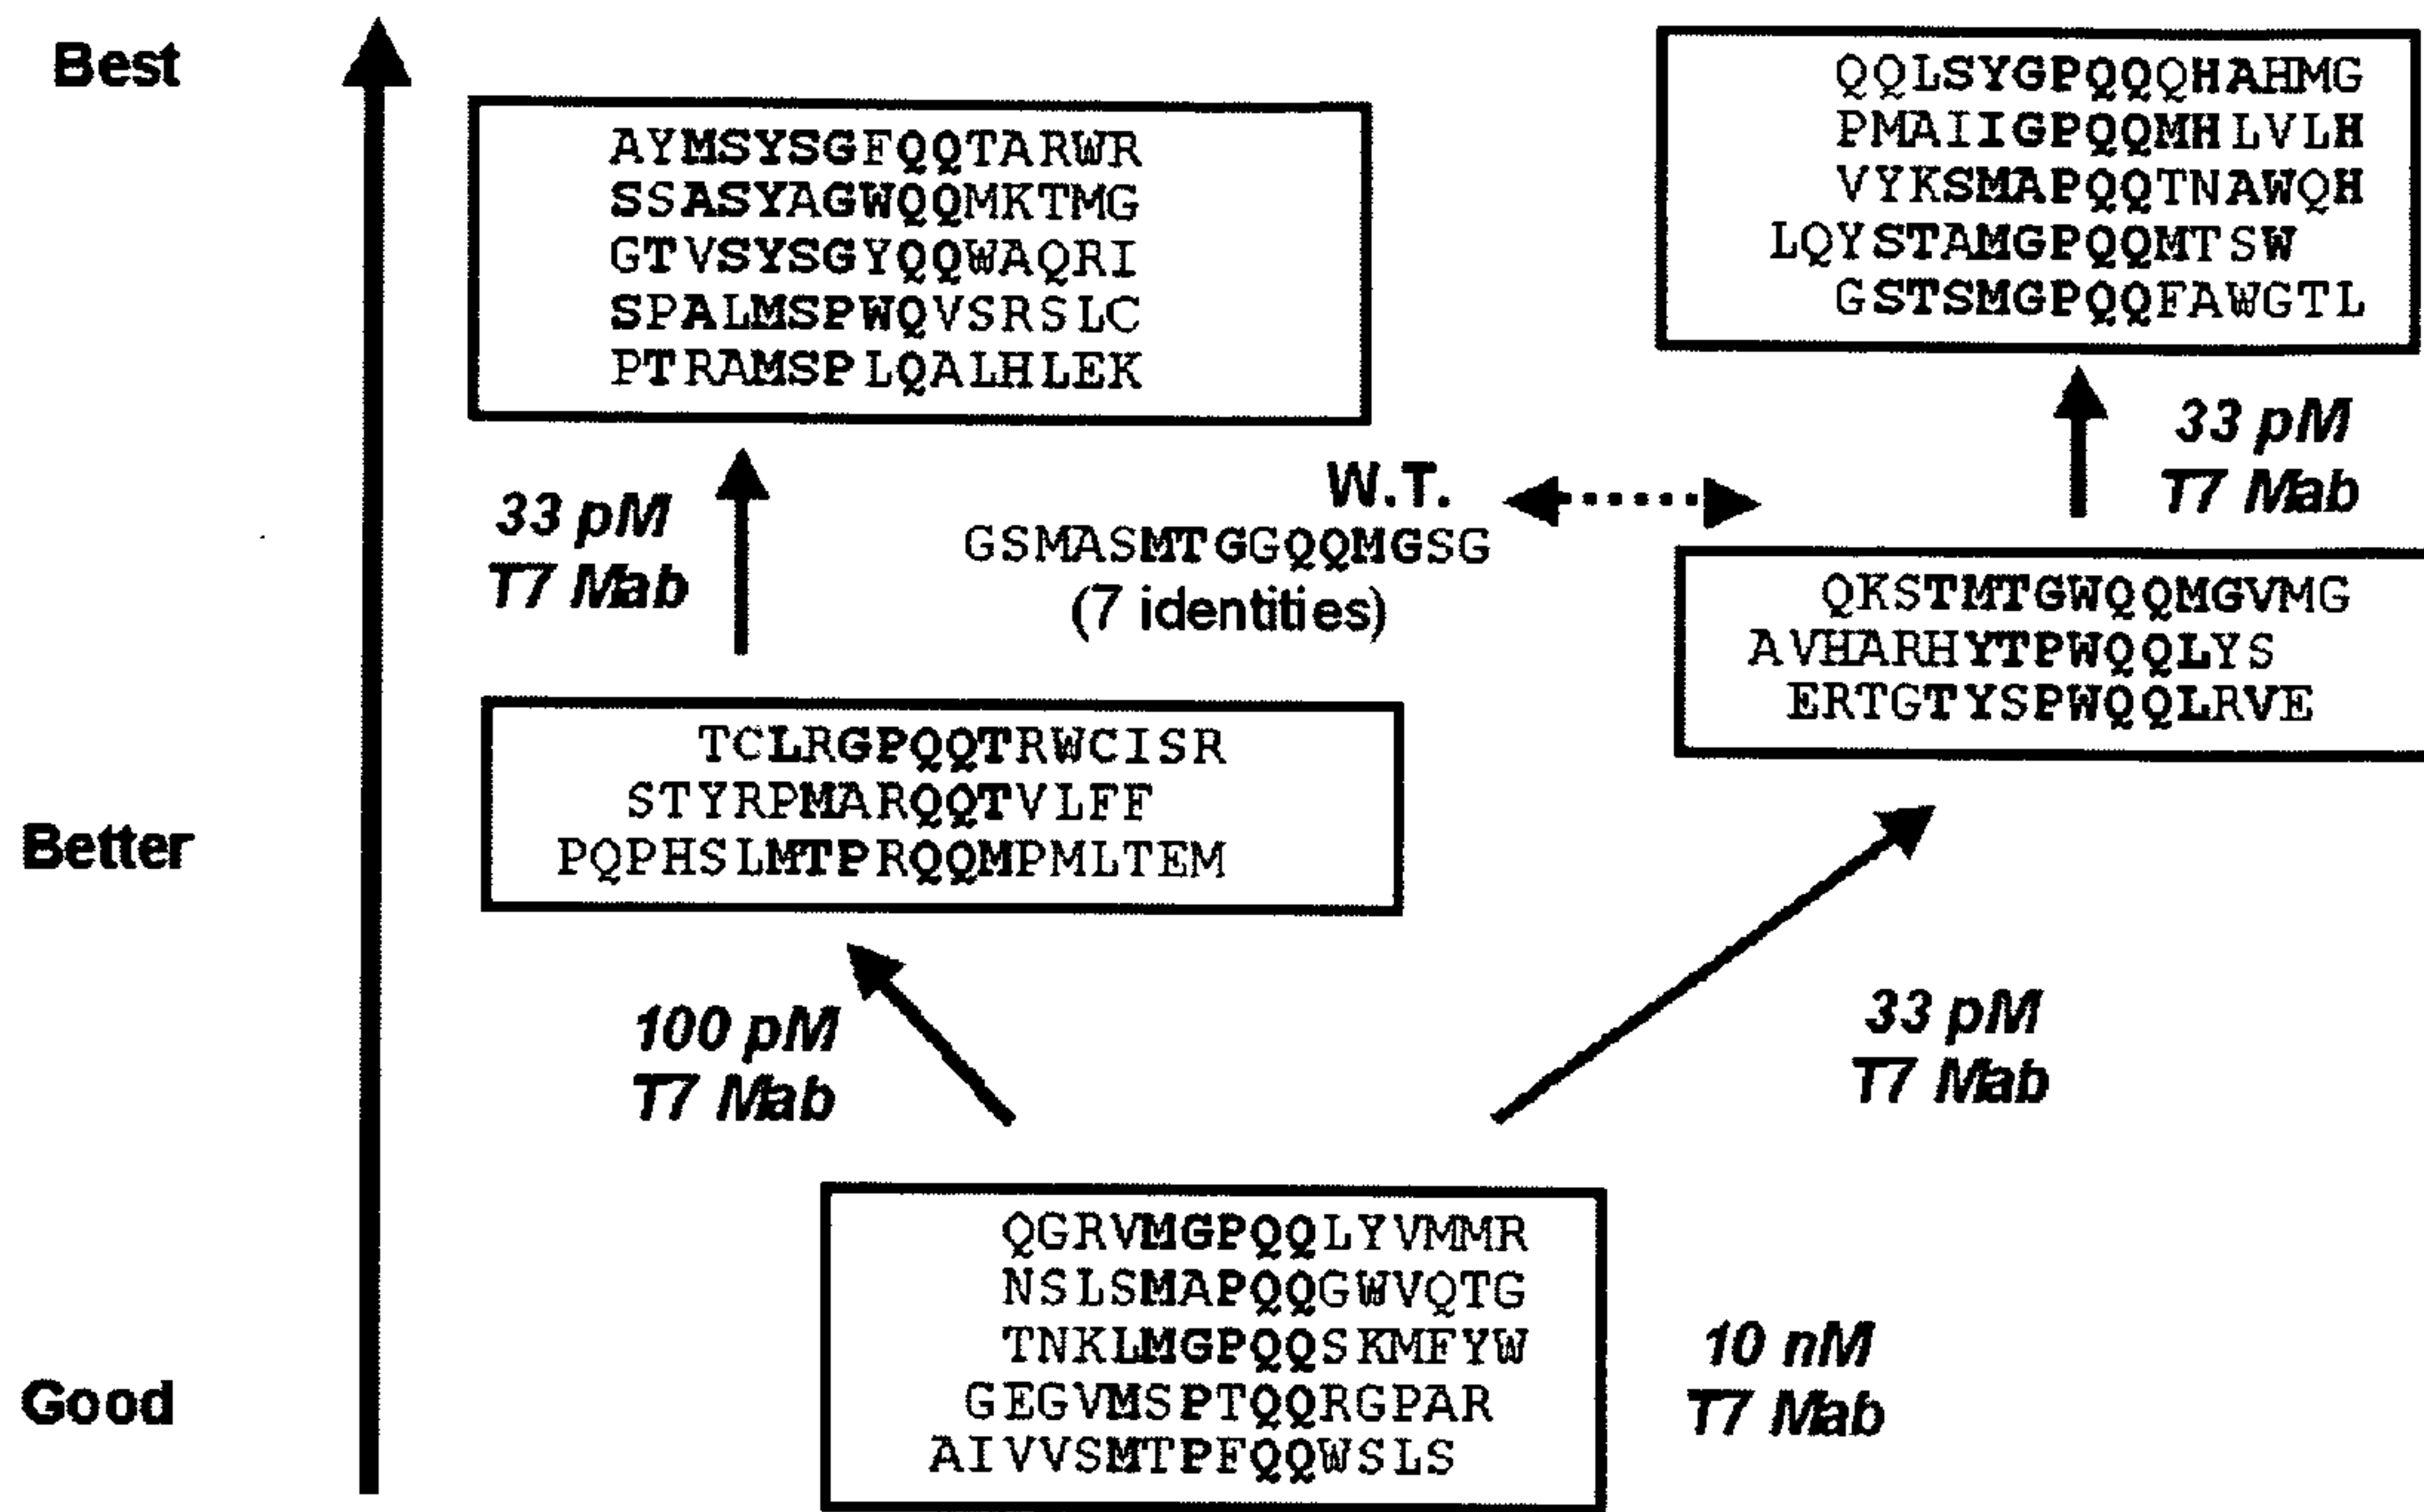 Best
QQLSYGPQQQHAHMG
PMAIIGPQQMHLVLH
VYKSMAPQQTNAWQH
LQYSTAMGPQQMTSW
GSTSMGPQQFAWGTL
AYMSYSGFQQTARWR
SSASYAGWQQMKTMG
GTVSYSGYQQWAQRI
SPALMSPWQVSRSLC
PTRAMSPLQALHLEK
33 pM
T7 Mab
W.T.
GSMASMTGGQQMGSG
(7 identities)
33 pM
T7 Mab
QKSTMTGWQQMGVMG
AVHARHYTPWQQLYS
ERTGTYSPWQQLRVE
Better
TCLRGPQQTRWCISR
STYRPMARQQTVLFF
PQPHSLMTPRQQMPMLTEM
100 pM
T7 Mab
33 pM
T7 Mab
Good
QGRVMGPQQLYVMMR
NSLSMAPQQGWVQTG
TNKLMGPQQSKMFYW
GEGVMSPTQQRGPAR
AIVVSMTPFQQWSLS
10 nM
T7 Mab